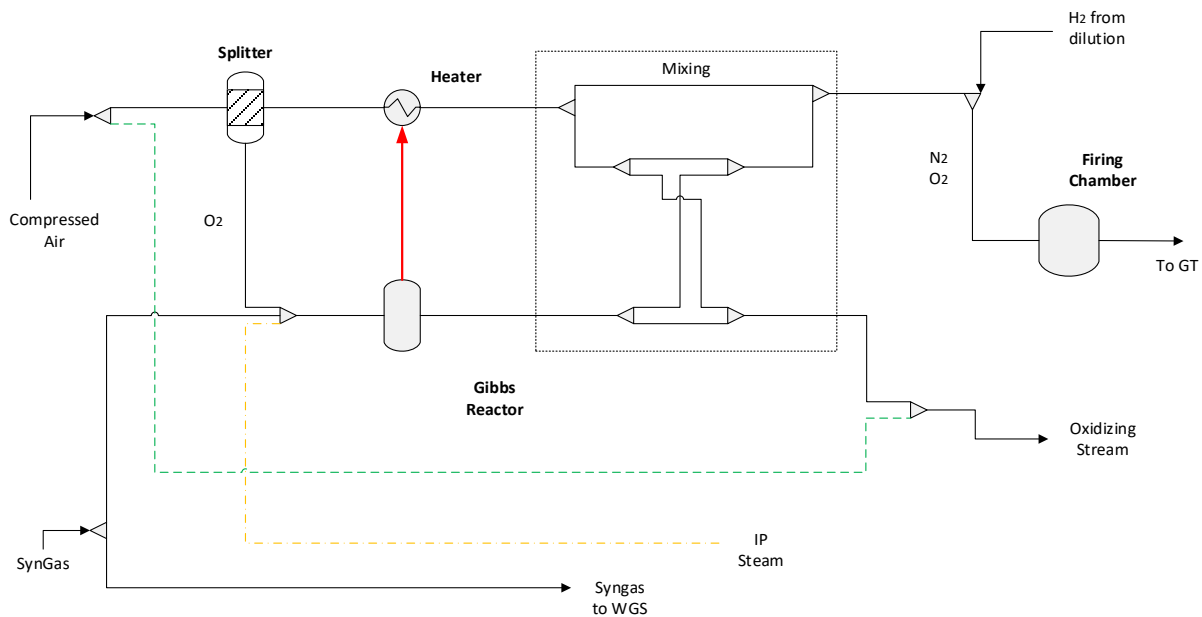 H2 from
dilution
Splitter
Heater
Mixing
N2
O2
Firing
Chamber
Compressed
Air
O2
To GT
Gibbs
Reactor
Oxidizing
Stream
SynGas
IP
Steam
Syngas
to WGS